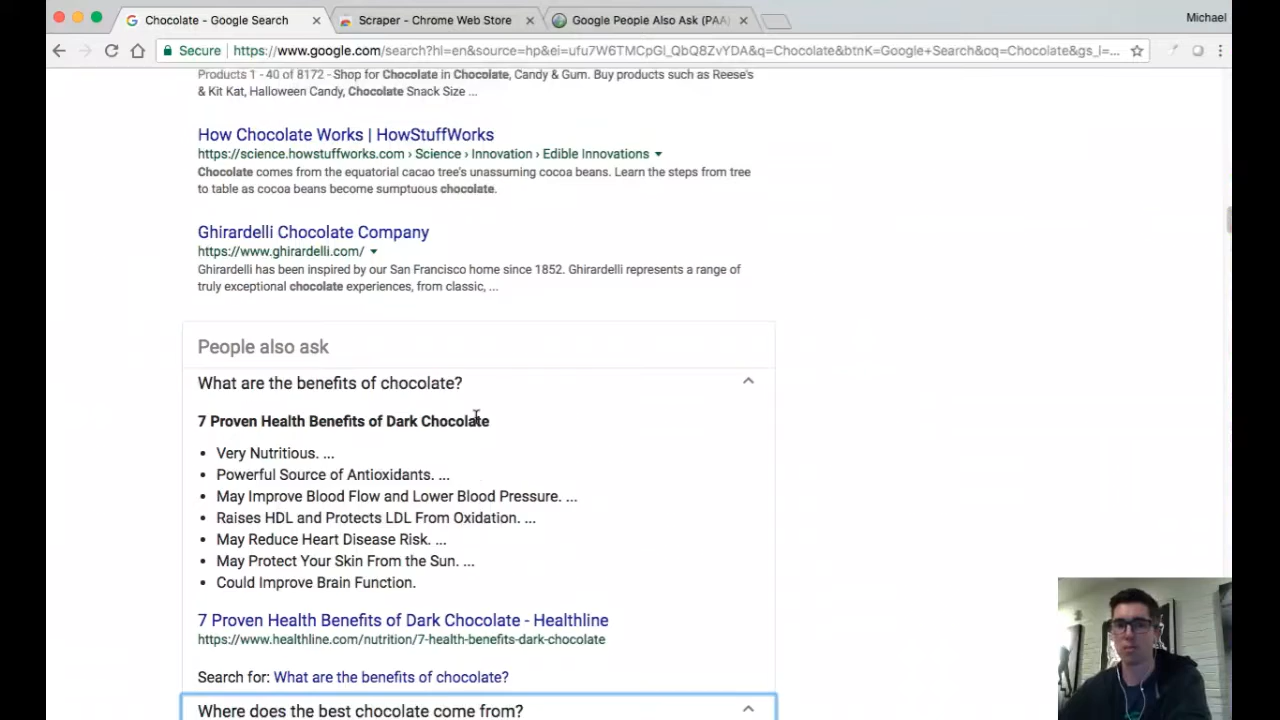 Chocolate - Google Search
Scraper - Chrome Web Store
Google People Also Ask (PAA)
Michael
Secure
https://www.google.com/search?hl=en&source=hp&ei=ufu7W6TMCpGl_QbQ8ZvYDA&q=Chocolate&btnK=Google+Search&oq=Chocolate&gs_l=...
Products 1 - 40 of 8172 - Shop for Chocolate in Chocolate, Candy & Gum. Buy products such as Reese's
& Kit Kat, Halloween Candy, Chocolate Snack Size ...
How Chocolate Works | HowStuffWorks
https://science.howstuffworks.com › Science › Innovation › Edible Innovations
Chocolate comes from the equatorial cacao tree's unassuming cocoa beans. Learn the steps from tree
to table as cocoa beans become sumptuous chocolate.
Ghirardelli Chocolate Company
https://www.ghirardelli.com/
Ghirardelli has been inspired by our San Francisco home since 1852. Ghirardelli represents a range of
truly exceptional chocolate experiences, from classic, ...
People also ask
What are the benefits of chocolate?
7 Proven Health Benefits of Dark Chocolate
• Very Nutritious. ...
• Powerful Source of Antioxidants. ...
• May Improve Blood Flow and Lower Blood Pressure. ...
• Raises HDL and Protects LDL From Oxidation. ...
• May Reduce Heart Disease Risk. ...
• May Protect Your Skin From the Sun. ...
• Could Improve Brain Function.
7 Proven Health Benefits of Dark Chocolate - Healthline
https://www.healthline.com/nutrition/7-health-benefits-dark-chocolate
Search for: What are the benefits of chocolate?
Where does the best chocolate come from?